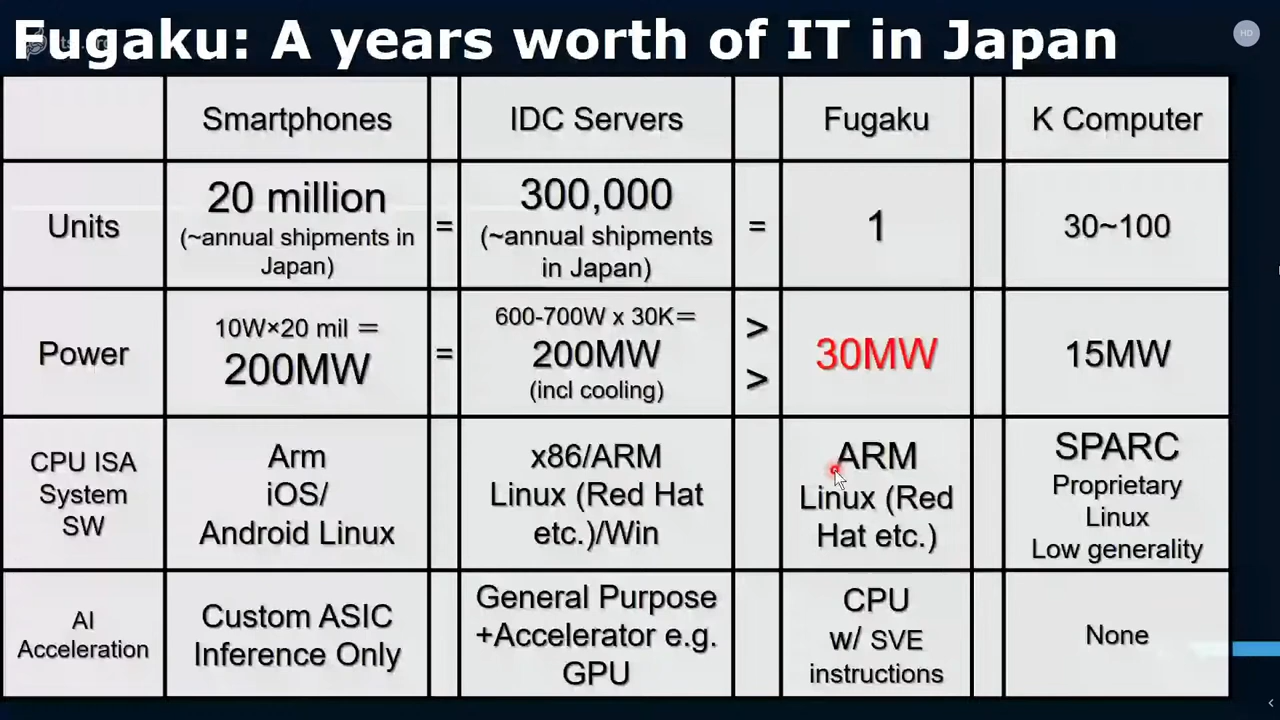 Fugaku: A years worth of IT in Japan
HD
Smartphones
IDC Servers
Fugaku
K Computer
Units
20 million
(~annual shipments in
Japan)
=
300,000
(~annual shipments
in Japan)
=
1
30~100
Power
10W×20 mil =
200MW
=
600-700W x 30K=
200MW
(incl cooling)
>
>
30MW
15MW
CPU ISA
System
SW
Arm
iOS/
Android Linux
x86/ARM
Linux (Red Hat
etc.)/Win
ARM
Linux (Red
Hat etc.)
SPARC
Proprietary
Linux
Low generality
AI
Acceleration
Custom ASIC
Inference Only
General Purpose
+Accelerator e.g.
GPU
CPU
w/ SVE
instructions
None